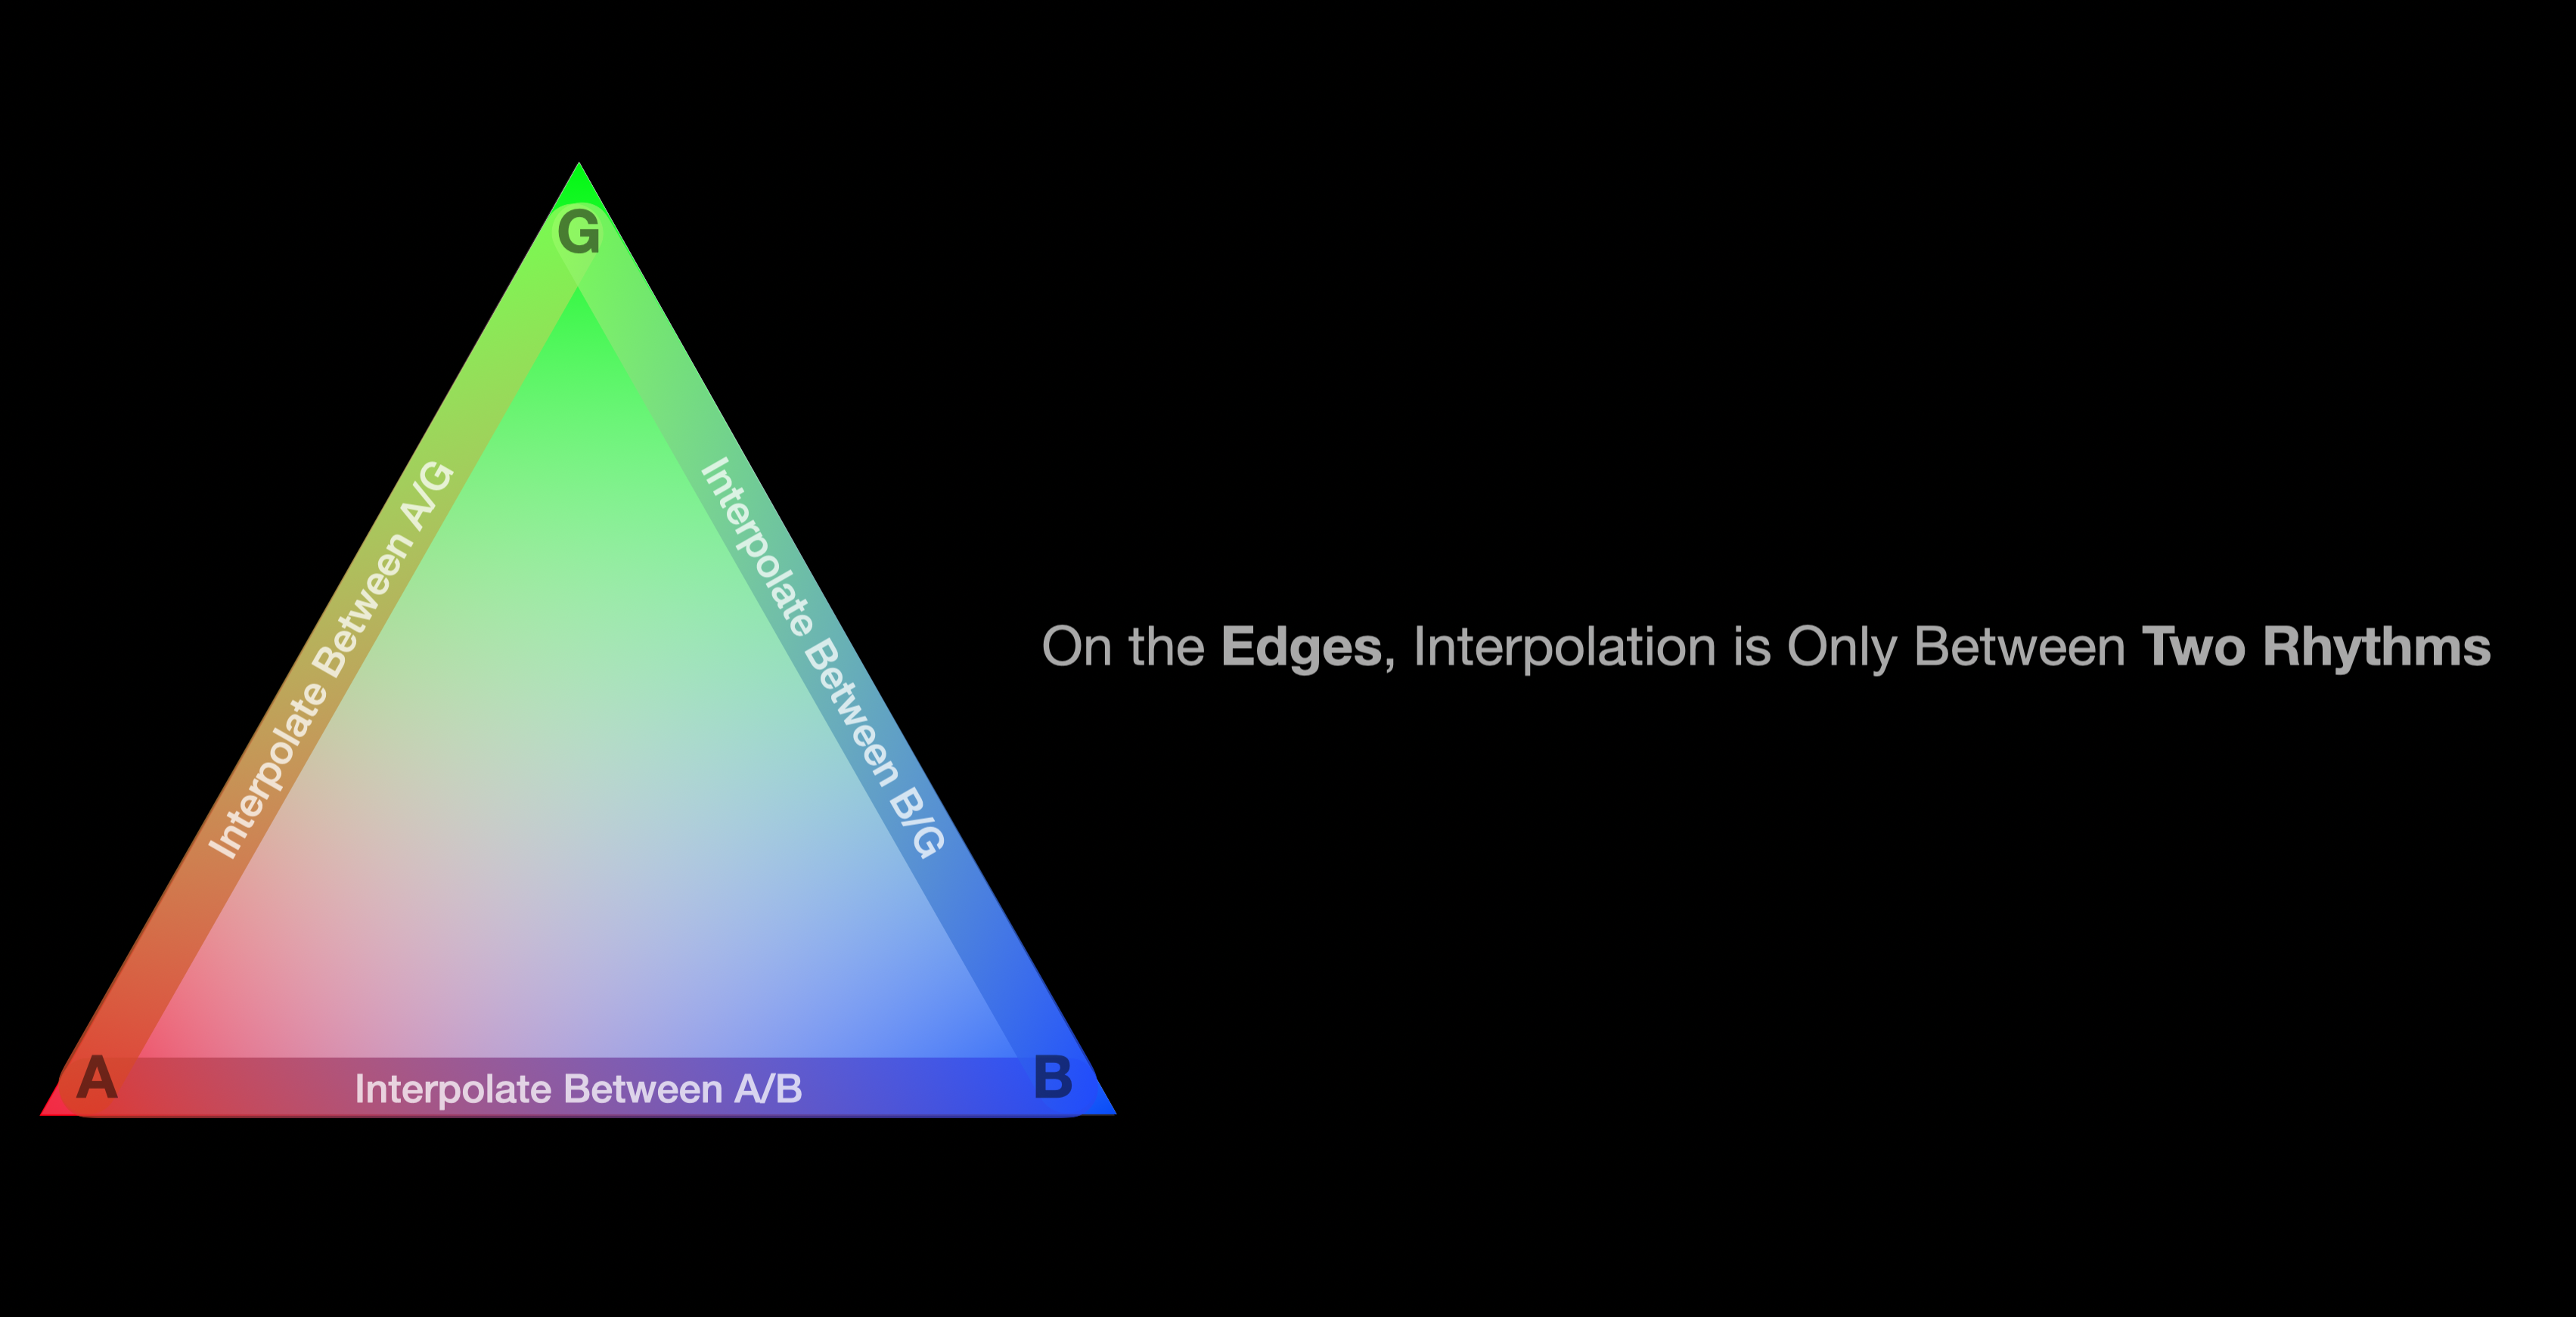 G
Interpolate Between A/G
Interpolate Between B/G
On the Edges, Interpolation is Only Between Two Rhythms
A
Interpolate Between A/B
B